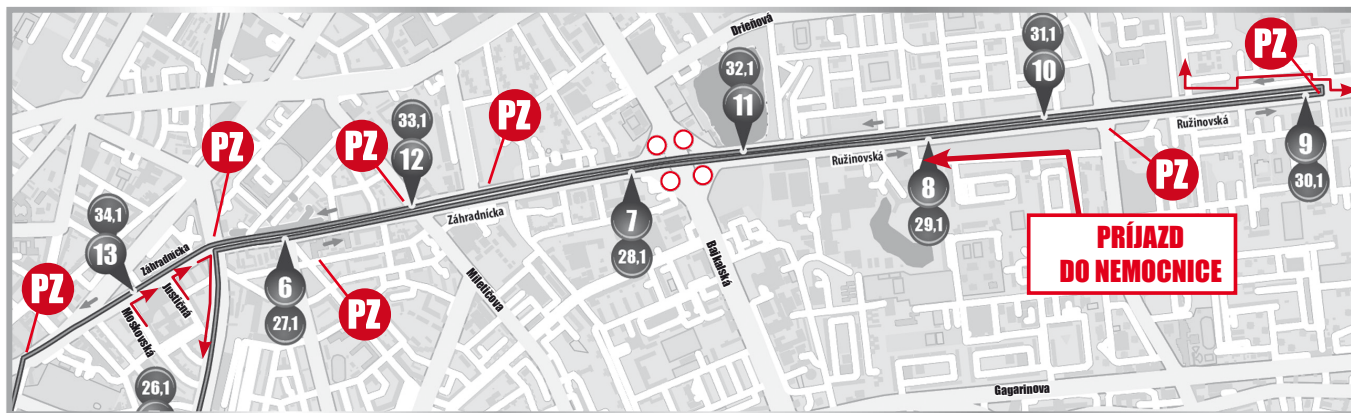 Drieňová
31,1
10
PZ
32,1
11
33,1
12
PZ
PZ
PZ
Ružinovská
9
30,1
Ružinovská
8
29,1
PZ
PRÍJAZD
DO NEMOCNICE
Záhradnícka
7
28,1
Bajkalská
Miletičova
34,1
13
Záhradnícka
Justičná
Moskovská
6
27,1
PZ
PZ
26,1
Gagarinova